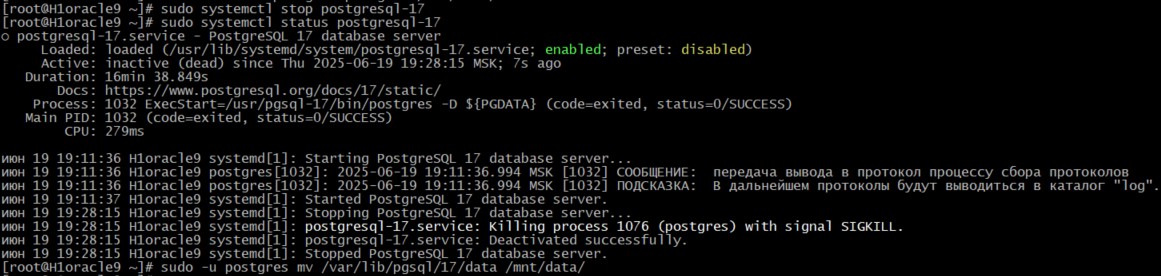 [root@H1oracle9 ~]# sudo systemctl stop postgresql-17
[root@H1oracle9 ~]# sudo systemctl status postgresql-17
○ postgresql-17.service - PostgreSQL 17 database server
     Loaded: loaded (/usr/lib/systemd/system/postgresql-17.service; enabled; preset: disabled)
     Active: inactive (dead) since Thu 2025-06-19 19:28:15 MSK; 7s ago
   Duration: 16min 38.849s
       Docs: https://www.postgresql.org/docs/17/static/
    Process: 1032 ExecStart=/usr/pgsql-17/bin/postgres -D ${PGDATA} (code=exited, status=0/SUCCESS)
   Main PID: 1032 (code=exited, status=0/SUCCESS)
        CPU: 279ms
июн 19 19:11:36 H1oracle9 systemd[1]: Starting PostgreSQL 17 database server...
июн 19 19:11:36 H1oracle9 postgres[1032]: 2025-06-19 19:11:36.994 MSK [1032] СООБЩЕНИЕ:  передача вывода в протокол процессу сбора протоколов
июн 19 19:11:36 H1oracle9 postgres[1032]: 2025-06-19 19:11:36.994 MSK [1032] ПОДСКАЗКА:  В дальнейшем протоколы будут выводиться в каталог "log".
июн 19 19:11:37 H1oracle9 systemd[1]: Started PostgreSQL 17 database server.
июн 19 19:28:15 H1oracle9 systemd[1]: Stopping PostgreSQL 17 database server...
июн 19 19:28:15 H1oracle9 systemd[1]: postgresql-17.service: Killing process 1076 (postgres) with signal SIGKILL.
июн 19 19:28:15 H1oracle9 systemd[1]: postgresql-17.service: Deactivated successfully.
июн 19 19:28:15 H1oracle9 systemd[1]: Stopped PostgreSQL 17 database server.
[root@H1oracle9 ~]# sudo -u postgres mv /var/lib/pgsql/17/data /mnt/data/